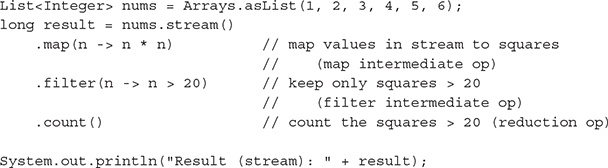 List<Integer> nums = Arrays.asList(1, 2, 3, 4, 5, 6);
long result = nums.stream()
    .map(n -> n * n)           // map values in stream to squares
                               //    (map intermediate op)
    .filter(n -> n > 20)       // keep only squares > 20
                               //    (filter intermediate op)
    .count()                   // count the squares > 20 (reduction op)

System.out.println("Result (stream): " + result);